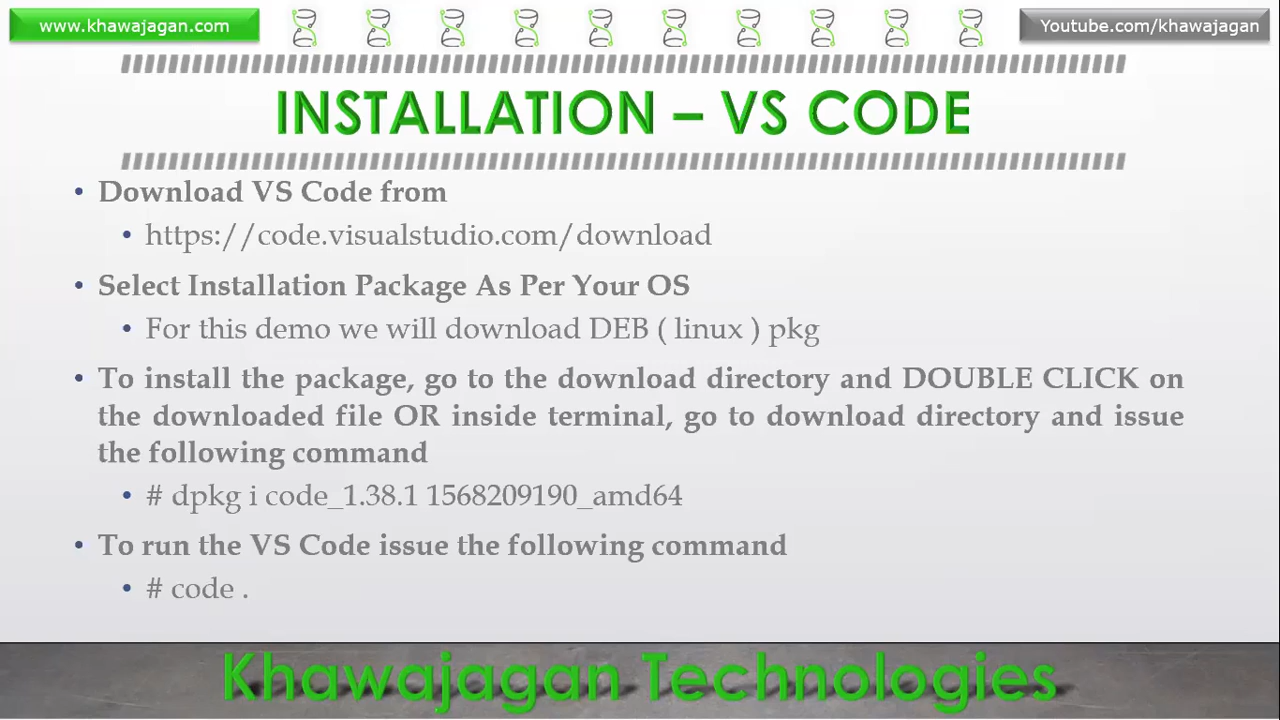 www.khawajagan.com
Youtube.com/khawajagan
INSTALLATION – VS CODE
• Download VS Code from
• https://code.visualstudio.com/download
• Select Installation Package As Per Your OS
• For this demo we will download DEB ( linux ) pkg
• To install the package, go to the download directory and DOUBLE CLICK on
the downloaded file OR inside terminal, go to download directory and issue
the following command
• # dpkg i code_1.38.1 1568209190_amd64
• To run the VS Code issue the following command
• # code .
Khawajagan Technologies